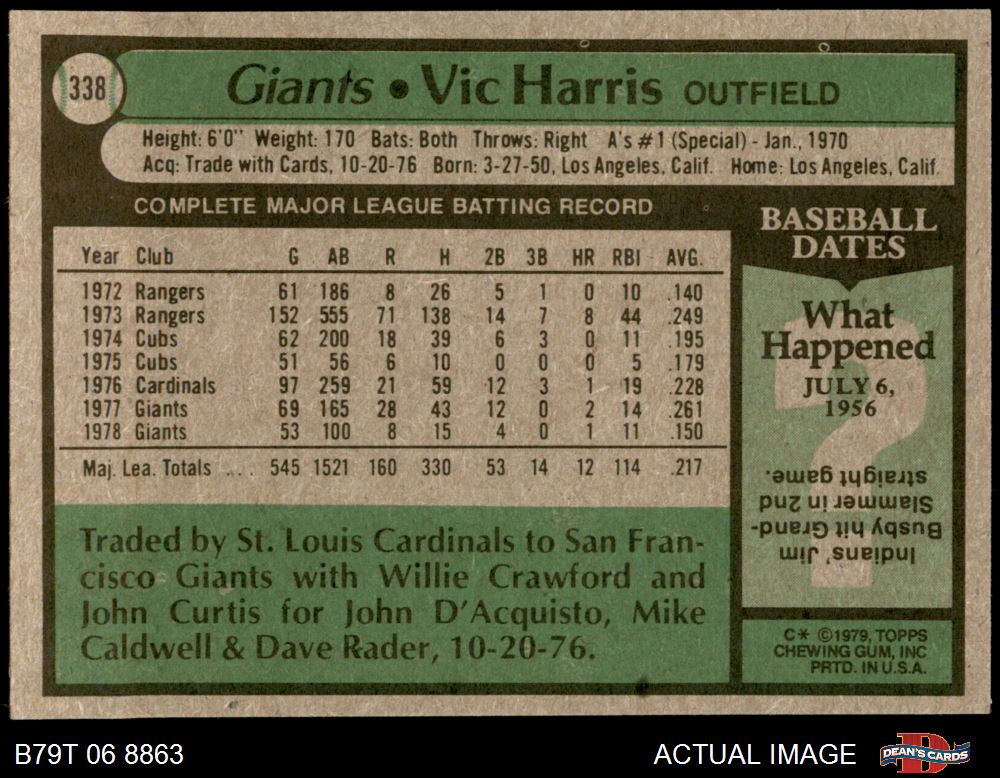 338
Giants • Vic Harris OUTFIELD
Height: 6'0" Weight: 170 Bats: Both Throws: Right A's #1 (Special) - Jan., 1970
Acq: Trade with Cards, 10-20-76 Born: 3-27-50, Los Angeles, Calif. Home: Los Angeles, Calif.
COMPLETE MAJOR LEAGUE BATTING RECORD
Year Club G AB R H 2B 3B HR RBI AVG.
1972 Rangers 61 186 8 26 5 1 0 10 .140
1973 Rangers 152 555 71 138 14 7 8 44 .249
1974 Cubs 62 200 18 39 6 3 0 11 .195
1975 Cubs 51 56 6 10 0 0 0 5 .179
1976 Cardinals 97 259 21 59 12 3 1 19 .228
1977 Giants 69 165 28 43 12 0 2 14 .261
1978 Giants 53 100 8 15 4 0 1 11 .150
Maj. Lea. Totals .... 545 1521 160 330 53 14 12 114 .217
Traded by St. Louis Cardinals to San Fran-
cisco Giants with Willie Crawford and
John Curtis for John D'Acquisto, Mike
Caldwell & Dave Rader, 10-20-76.
BASEBALL
DATES
What
Happened
JULY 6,
1956
?
Indians' Jim
Busby hit Grand-
Slammer in 2nd
straight game.
C* ©1979, TOPPS
CHEWING GUM, INC
PRTD. IN U.S.A.
B79T 06 8863
ACTUAL IMAGE
DEAN'S CARDS